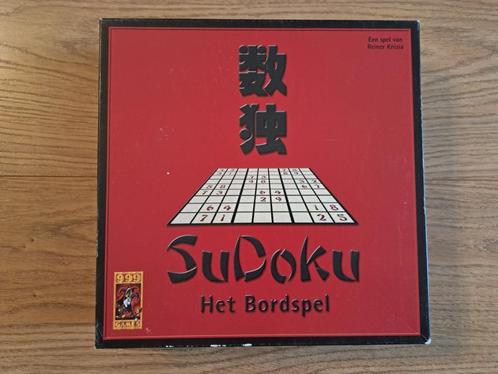 Een spel van
Reiner Knizia
数
独
SuDoku
Het Bordspel
999
GAMES